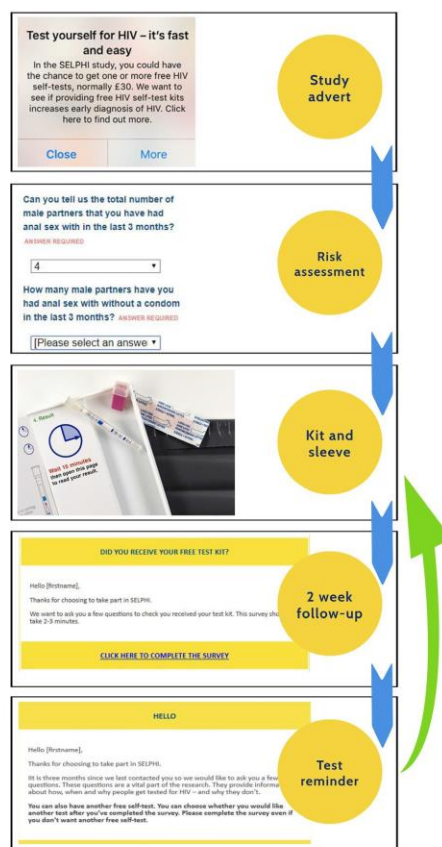 Test yourself for HIV – it's fast
and easy
In the SELPHI study, you could have
the chance to get one or more free HIV
self-tests, normally £30. We want to
see if providing free HIV self-test kits
increases early diagnosis of HIV. Click
here to find out more.
Close More
Study
advert
Can you tell us the total number of
male partners that you have had
anal sex with in the last 3 months?
ANSWER REQUIRED
4
How many male partners have you
had anal sex with without a condom
in the last 3 months? ANSWER REQUIRED
[Please select an answe
Risk
assessment
4. Result
Wait 15 minutes
then open this page
to read your result.
Kit and
sleeve
DID YOU RECEIVE YOUR FREE TEST KIT?
Hello [firstname],
Thanks for choosing to take part in SELPHI.
We want to ask you a few questions to check you received your test kit. This survey sho
take 2-3 minutes.
CLICK HERE TO COMPLETE THE SURVEY
2 week
follow-up
HELLO
Hello [firstname],
Thanks for choosing to take part in SELPHI.
It is three months since we last contacted you so we would like to ask you a few
questions. These questions are a vital part of the research. They provide informa
about how, when and why people get tested for HIV – and why they don't.
You can also have another free self-test. You can choose whether you would like
another test after you've completed the survey. Please complete the survey even if
you don't want another free self-test.
Test
reminder